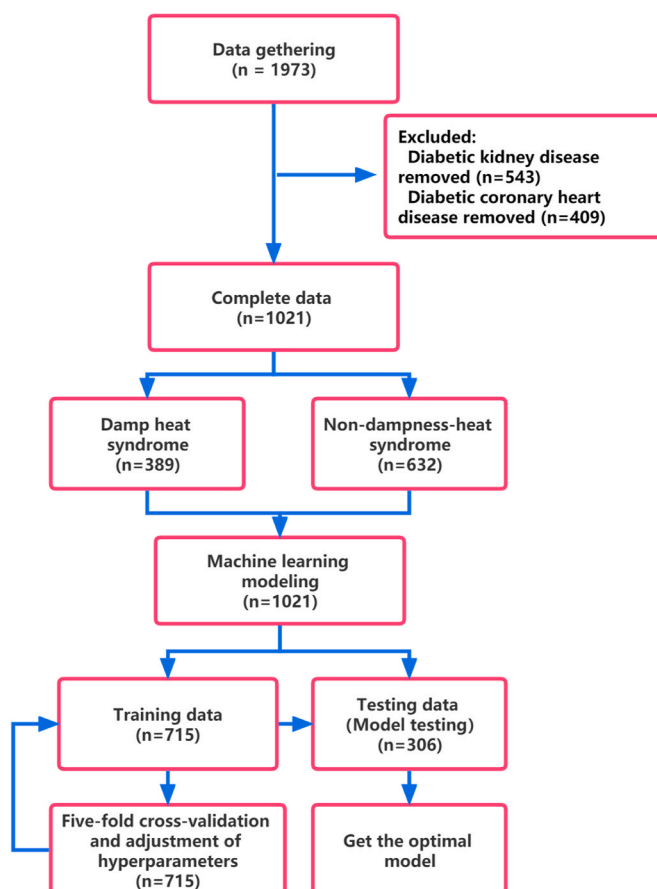 Data gethering
(n = 1973)
Excluded:
Diabetic kidney disease
removed (n=543)
Diabetic coronary heart
disease removed (n=409)
Complete data
(n=1021)
Damp heat
syndrome
(n=389)
Non-dampness-heat
syndrome
(n=632)
Machine learning
modeling
(n=1021)
Training data
(n=715)
Testing data
(Model testing)
(n=306)
Five-fold cross-validation
and adjustment of
hyperparameters
(n=715)
Get the optimal
model